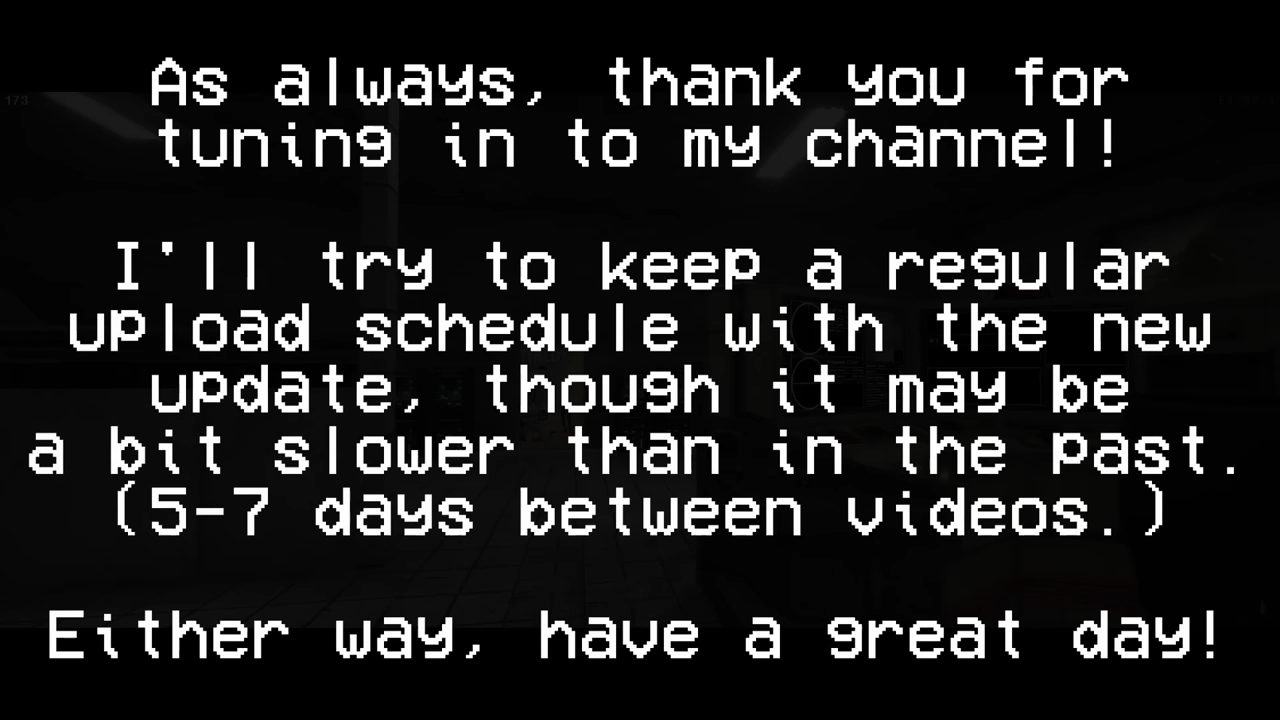 As always, thank you for
tuning in to my channel!
I'll try to keep a regular
upload schedule with the new
update, though it may be
a bit slower than in the past.
(5-7 days between videos.)
Either way, have a great day!
173